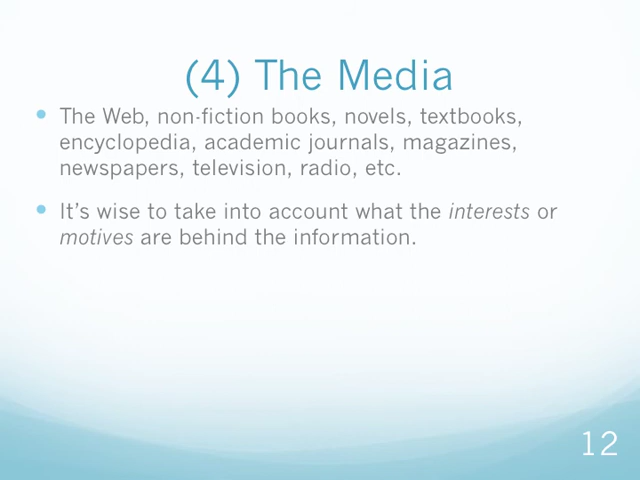 (4) The Media
• The Web, non-fiction books, novels, textbooks,
encyclopedia, academic journals, magazines,
newspapers, television, radio, etc.
• It’s wise to take into account what the interests or
motives are behind the information.
12